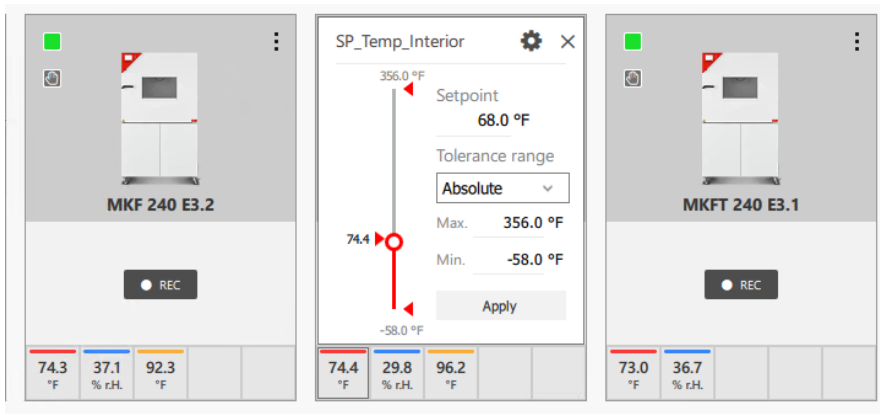 MKF 240 E3.2
REC
74.3 37.1 92.3
°F % r.H. °F
SP_Temp_Interior
356.0 °F
Setpoint
68.0 °F
Tolerance range
Absolute
Max. 356.0 °F
74.4
Min. -58.0 °F
Apply
-58.0 °F
74.4 29.8 96.2
°F % r.H. °F
MKFT 240 E3.1
REC
73.0 36.7
°F % r.H.